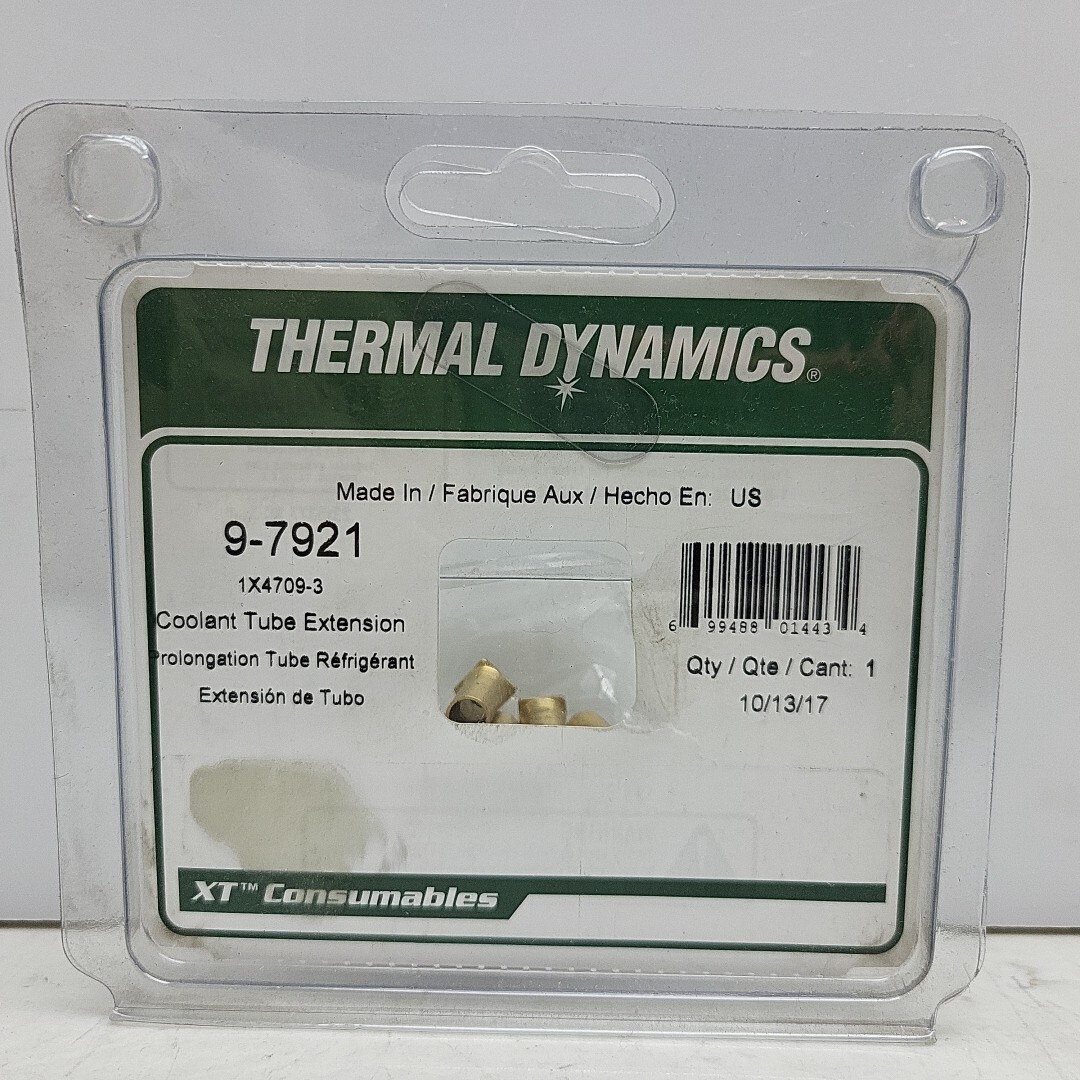 THERMAL DYNAMICS®
Made In / Fabrique Aux / Hecho En: US
9-7921
1X4709-3
Coolant Tube Extension
Prolongation Tube Réfrigérant
Extensión de Tubo
6 99488 01443 4
Qty / Qte / Cant: 1
10/13/17
XT™ Consumables